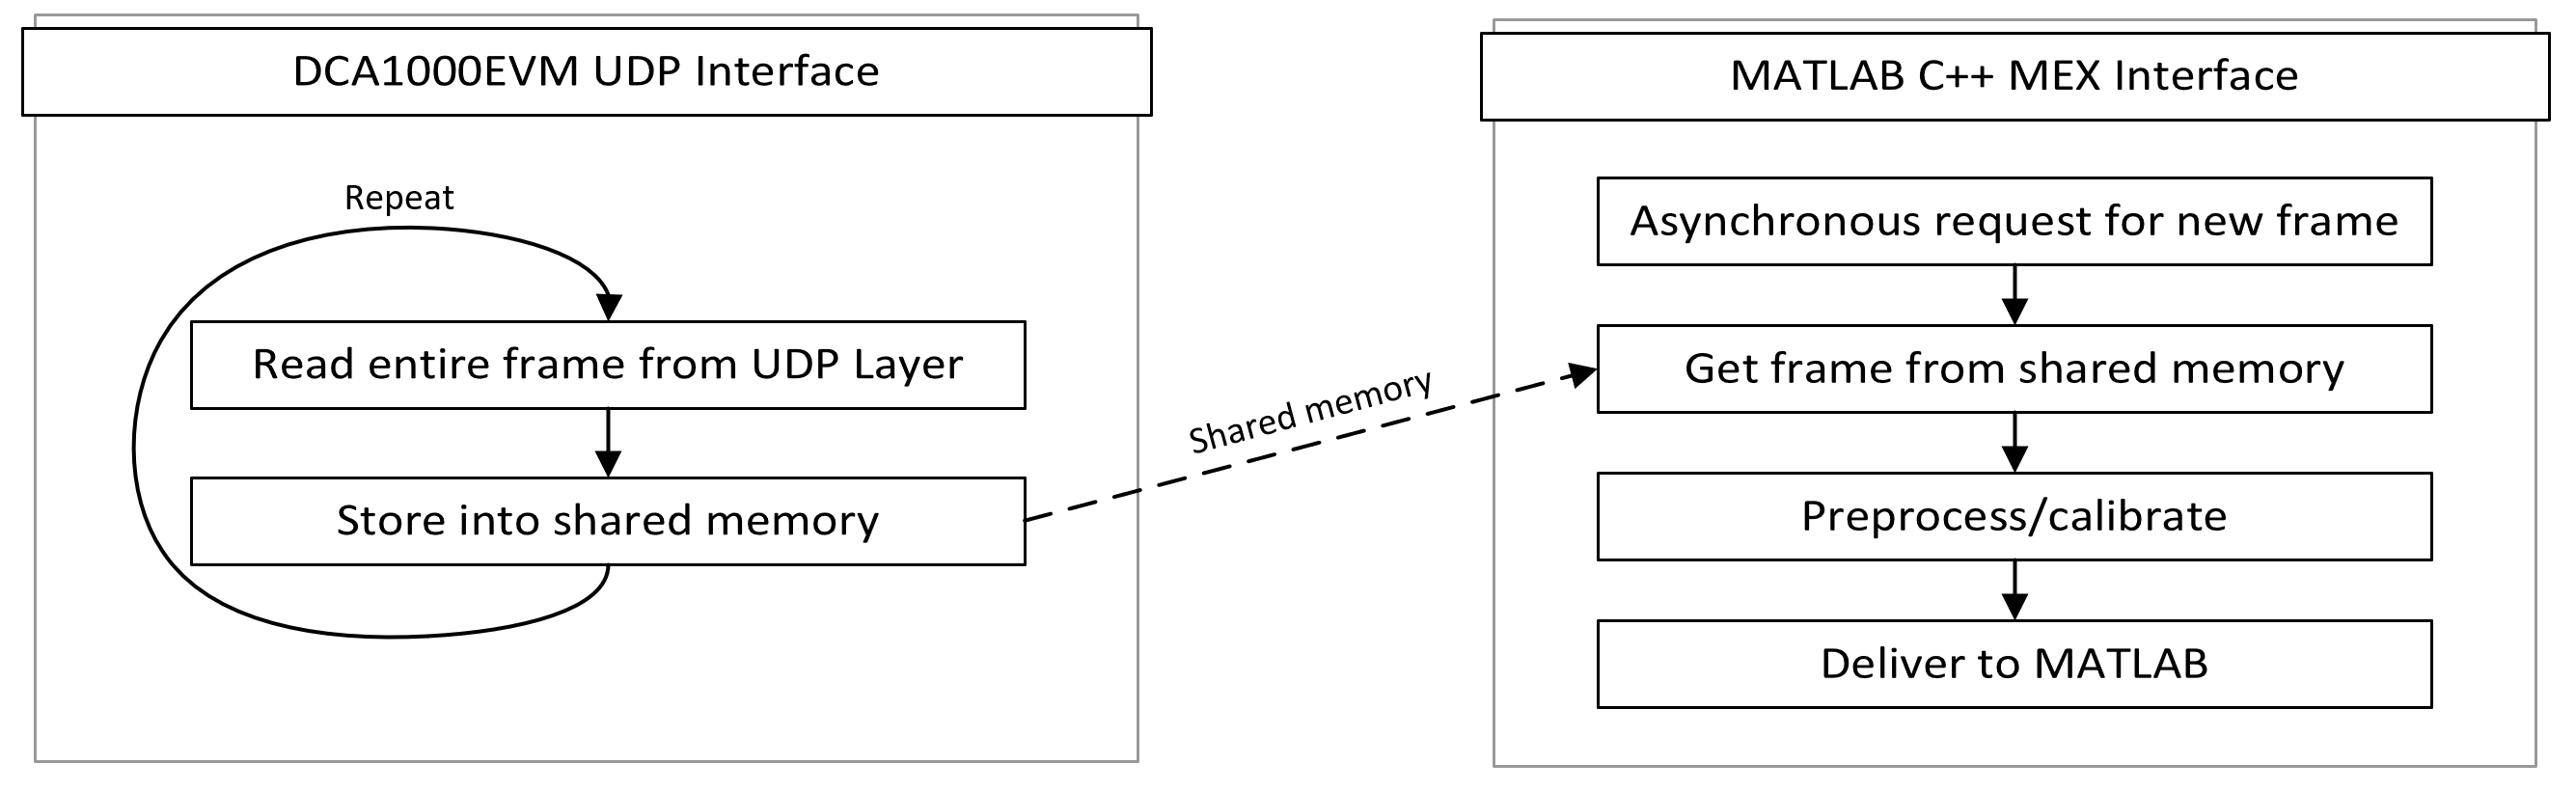 DCA1000EVM UDP Interface
Repeat
Read entire frame from UDP Layer
Store into shared memory
Shared memory
MATLAB C++ MEX Interface
Asynchronous request for new frame
Get frame from shared memory
Preprocess/calibrate
Deliver to MATLAB